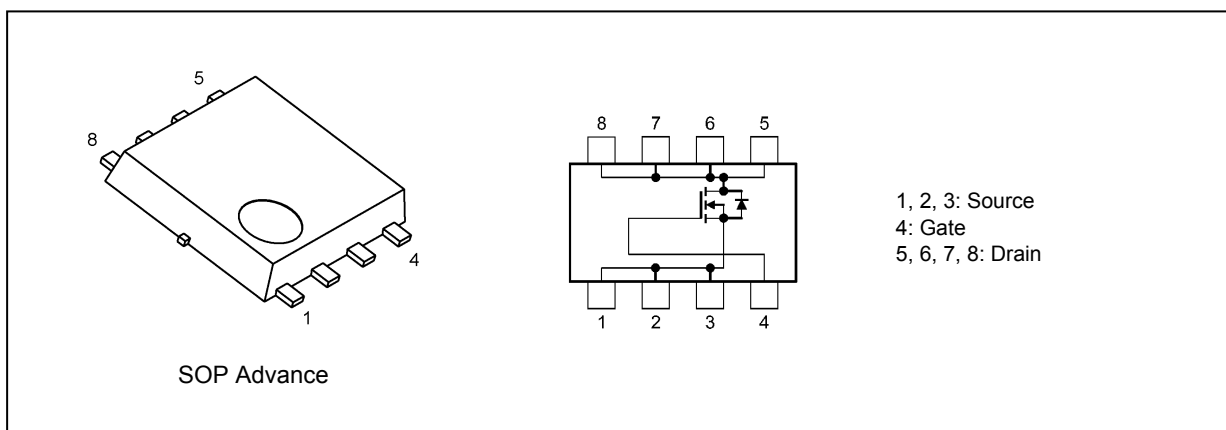 5
8
4
1
SOP Advance
8 7 6 5
1 2 3 4
1, 2, 3: Source
4: Gate
5, 6, 7, 8: Drain